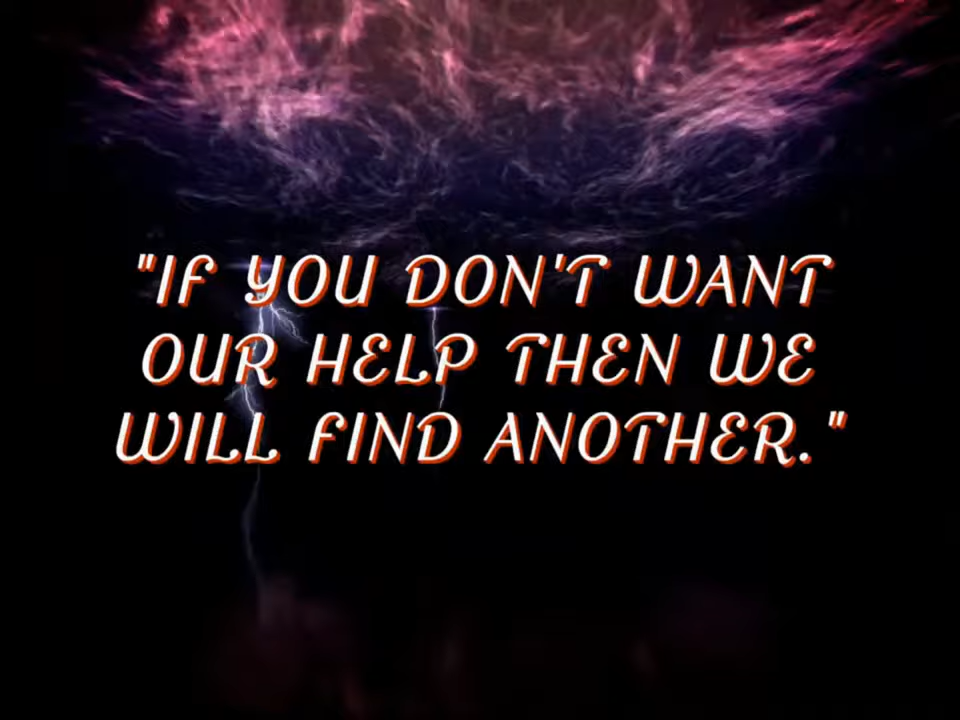 "IF YOU DON'T WANT
OUR HELP THEN WE
WILL FIND ANOTHER."